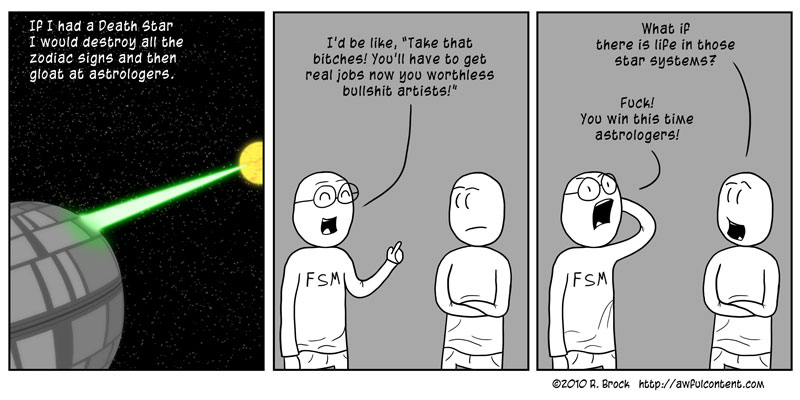 If I had a Death Star
I would destroy all the
zodiac signs and then
gloat at astrologers.
I'd be like, "Take that
bitches! You'll have to get
real jobs now you worthless
bullshit artists!"
FSM
What if
there is life in those
star systems?
Fuck!
You win this time
astrologers!
FSM
©2010 R. Brock http://awfulcontent.com